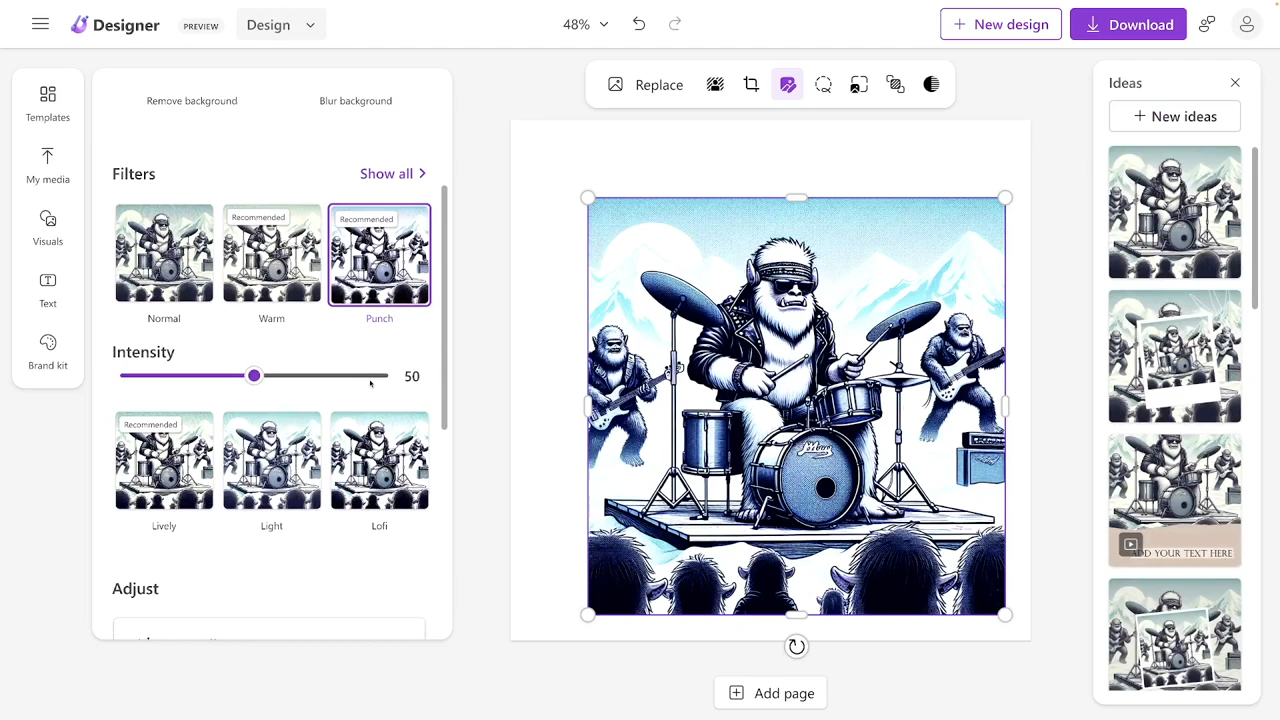 Designer
PREVIEW
Design
48%
New design
Download
Templates
My media
Visuals
Text
Brand kit
Remove background
Blur background
Filters
Show all
Recommended
Recommended
Normal
Warm
Punch
Intensity
50
Recommended
Lively
Light
Lofi
Adjust
Replace
Add page
Ideas
New ideas
ADD YOUR TEXT HERE